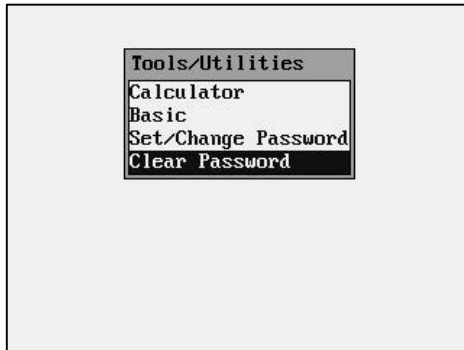 Tools/Utilities
Calculator
Basic
Set/Change Password
Clear Password